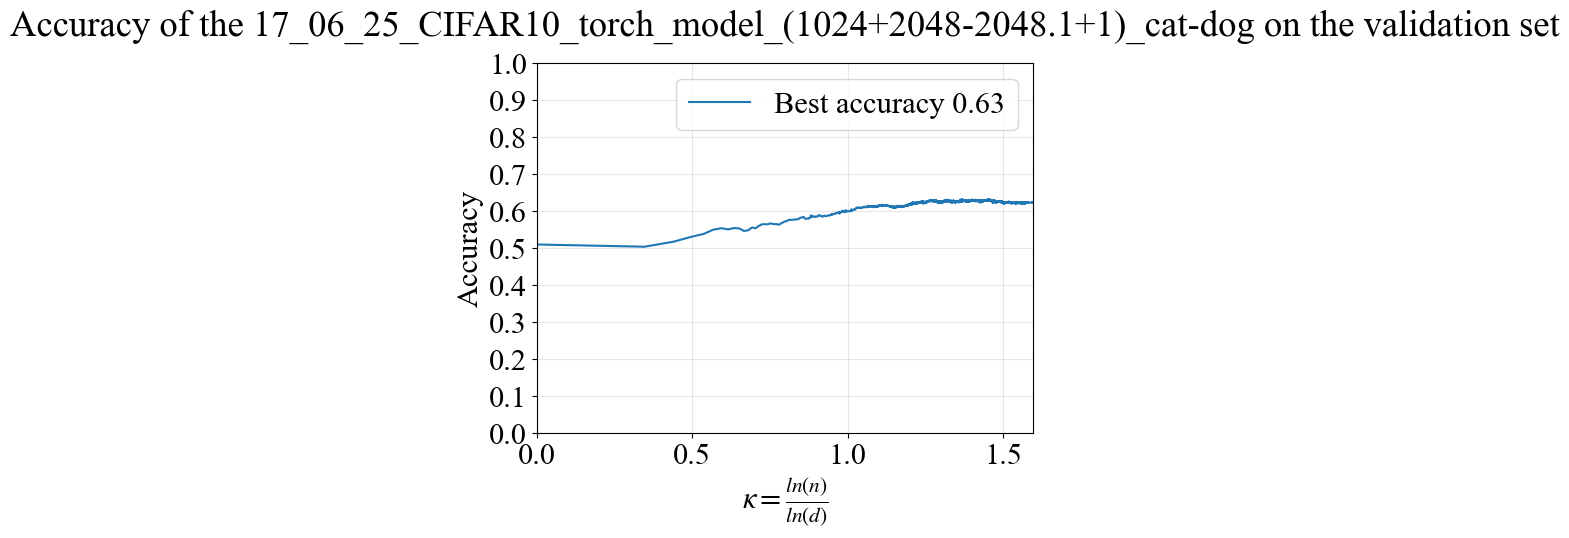 Accuracy of the 17_06_25_CIFAR10_torch_model_(1024+2048-2048.1+1)_cat-dog on the validation set
Best accuracy 0.63
Accuracy
1.0
0.9
0.8
0.7
0.6
0.5
0.4
0.3
0.2
0.1
0.0
0.0 0.5 1.0 1.5
κ = ln(n)/ln(d)